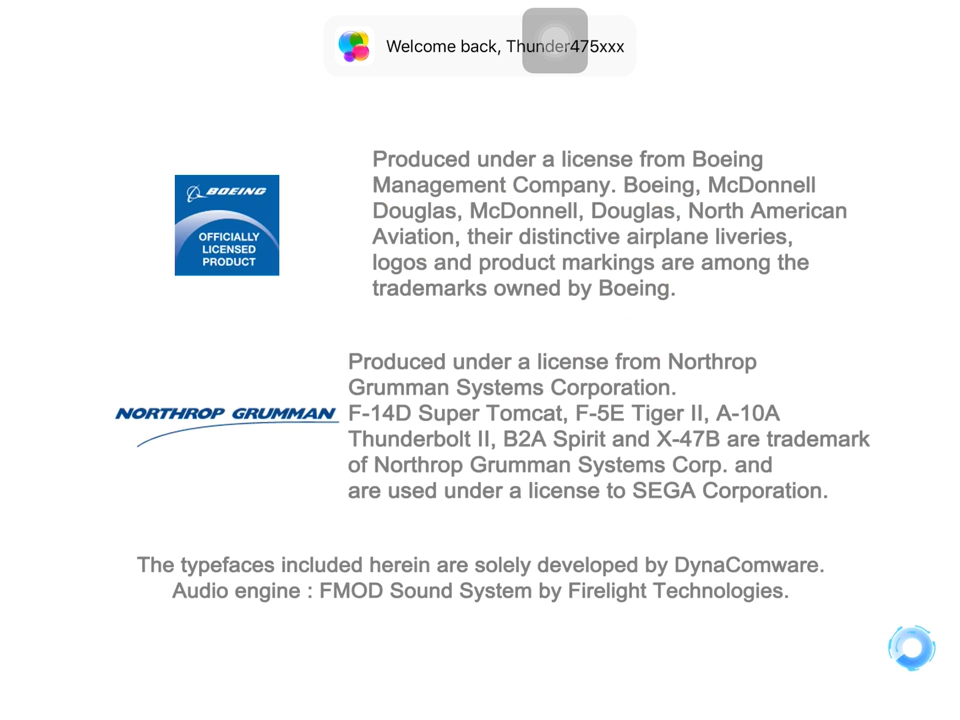 Welcome back, Thunder475xxx
Produced under a license from Boeing
Management Company. Boeing, McDonnell
Douglas, McDonnell, Douglas, North American
Aviation, their distinctive airplane liveries,
logos and product markings are among the
trademarks owned by Boeing.
BOEING
OFFICIALLY
LICENSED
PRODUCT
Produced under a license from Northrop
Grumman Systems Corporation.
F-14D Super Tomcat, F-5E Tiger II, A-10A
Thunderbolt II, B2A Spirit and X-47B are trademark
of Northrop Grumman Systems Corp. and
are used under a license to SEGA Corporation.
NORTHROP GRUMMAN
The typefaces included herein are solely developed by DynaComware.
Audio engine : FMOD Sound System by Firelight Technologies.